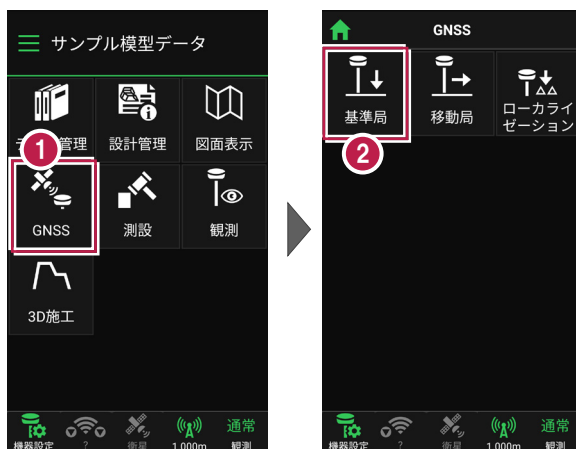 サンプル模型データ
管理
設計管理
図面表示
1
GNSS
測設
観測
3D施工
機器設定
?
衛星
1.000m
通常
観測
GNSS
基準局
移動局
ローカライ
ゼーション
2
機器設定
?
衛星
1.000m
通常
観測